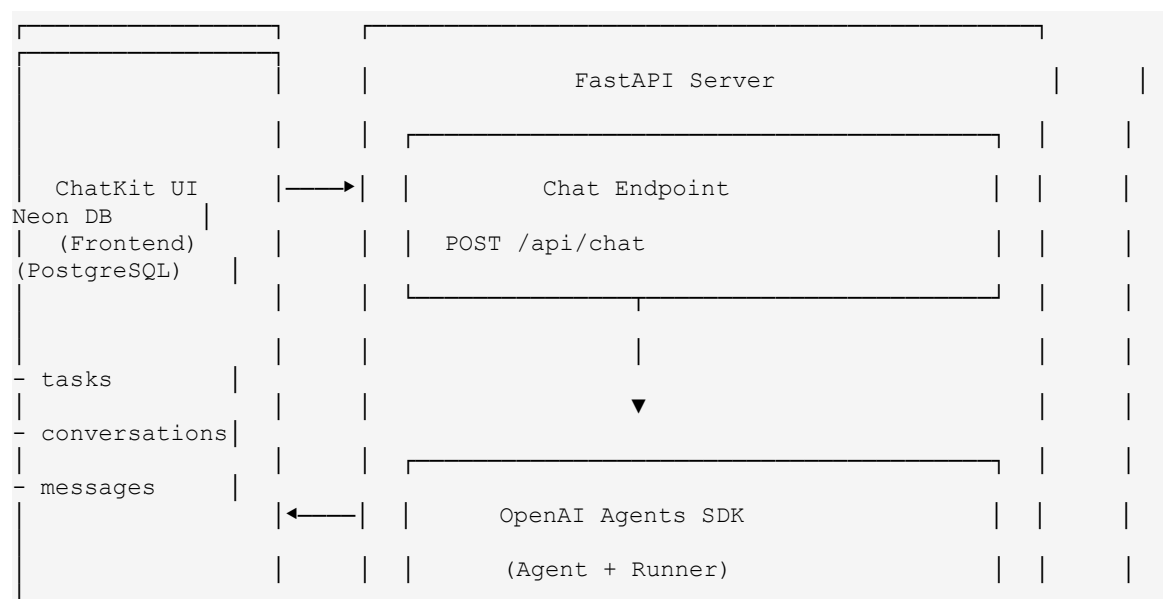 FastAPI Server
ChatKit UI
Chat Endpoint
Neon DB
(Frontend)
POST /api/chat
(PostgreSQL)
- tasks
- conversations
- messages
OpenAI Agents SDK
(Agent + Runner)